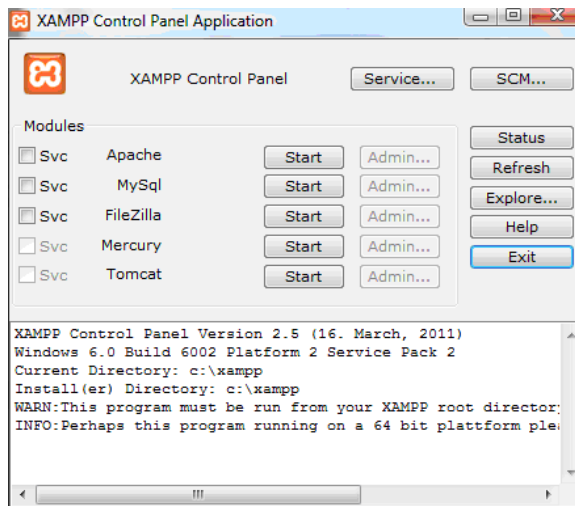 XAMPP Control Panel Application
XAMPP Control Panel
Service...
SCM...
Modules
Svc Apache Start Admin...
Svc MySql Start Admin...
Svc FileZilla Start Admin...
Svc Mercury Start Admin...
Svc Tomcat Start Admin...
Status
Refresh
Explore...
Help
Exit
XAMPP Control Panel Version 2.5 (16. March, 2011)
Windows 6.0 Build 6002 Platform 2 Service Pack 2
Current Directory: c:\xampp
Install(er) Directory: c:\xampp
WARN:This program must be run from your XAMPP root
INFO:Perhaps this program running on a 64 bit plattform